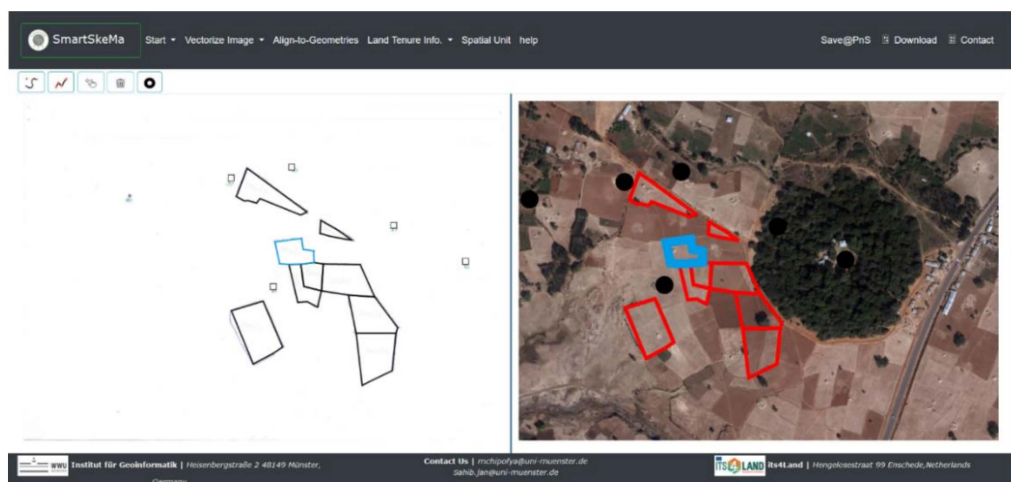 SmartSkeMa Start Vectorize Image Align-to-Geometries Land Tenure Info. Spatial Unit help Save@PnS Download Contact
WWU Institut für Geoinformatik | Heisenbergstraße 2 48149 Münster,
Germany
Contact Us | mchipofya@uni-muenster.de
Sahib.jan@uni-muenster.de
ITS4LAND its4Land | Hengelosestraat 99 Enschede,Netherlands